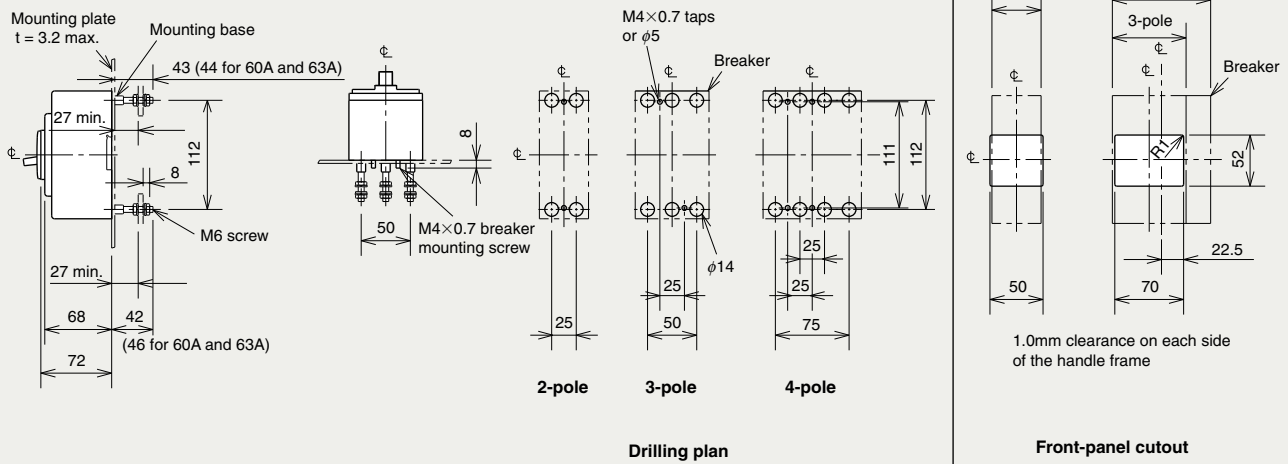 Mounting plate
t = 3.2 max.
Mounting base
43 (44 for 60A and 63A)
27 min.
112
8
M6 screw
27 min.
68
42
(46 for 60A and 63A)
72
℄
℄
8
50
M4×0.7 breaker
mounting screw
M4×0.7 taps
or φ5
Breaker
℄
℄
℄
℄
111
112
φ14
25
25
25
25
50
75
2-pole
3-pole
4-pole
Drilling plan
3-pole
℄
℄
℄
℄
Breaker
R1
52
22.5
50
70
1.0mm clearance on each side
of the handle frame
Front-panel cutout